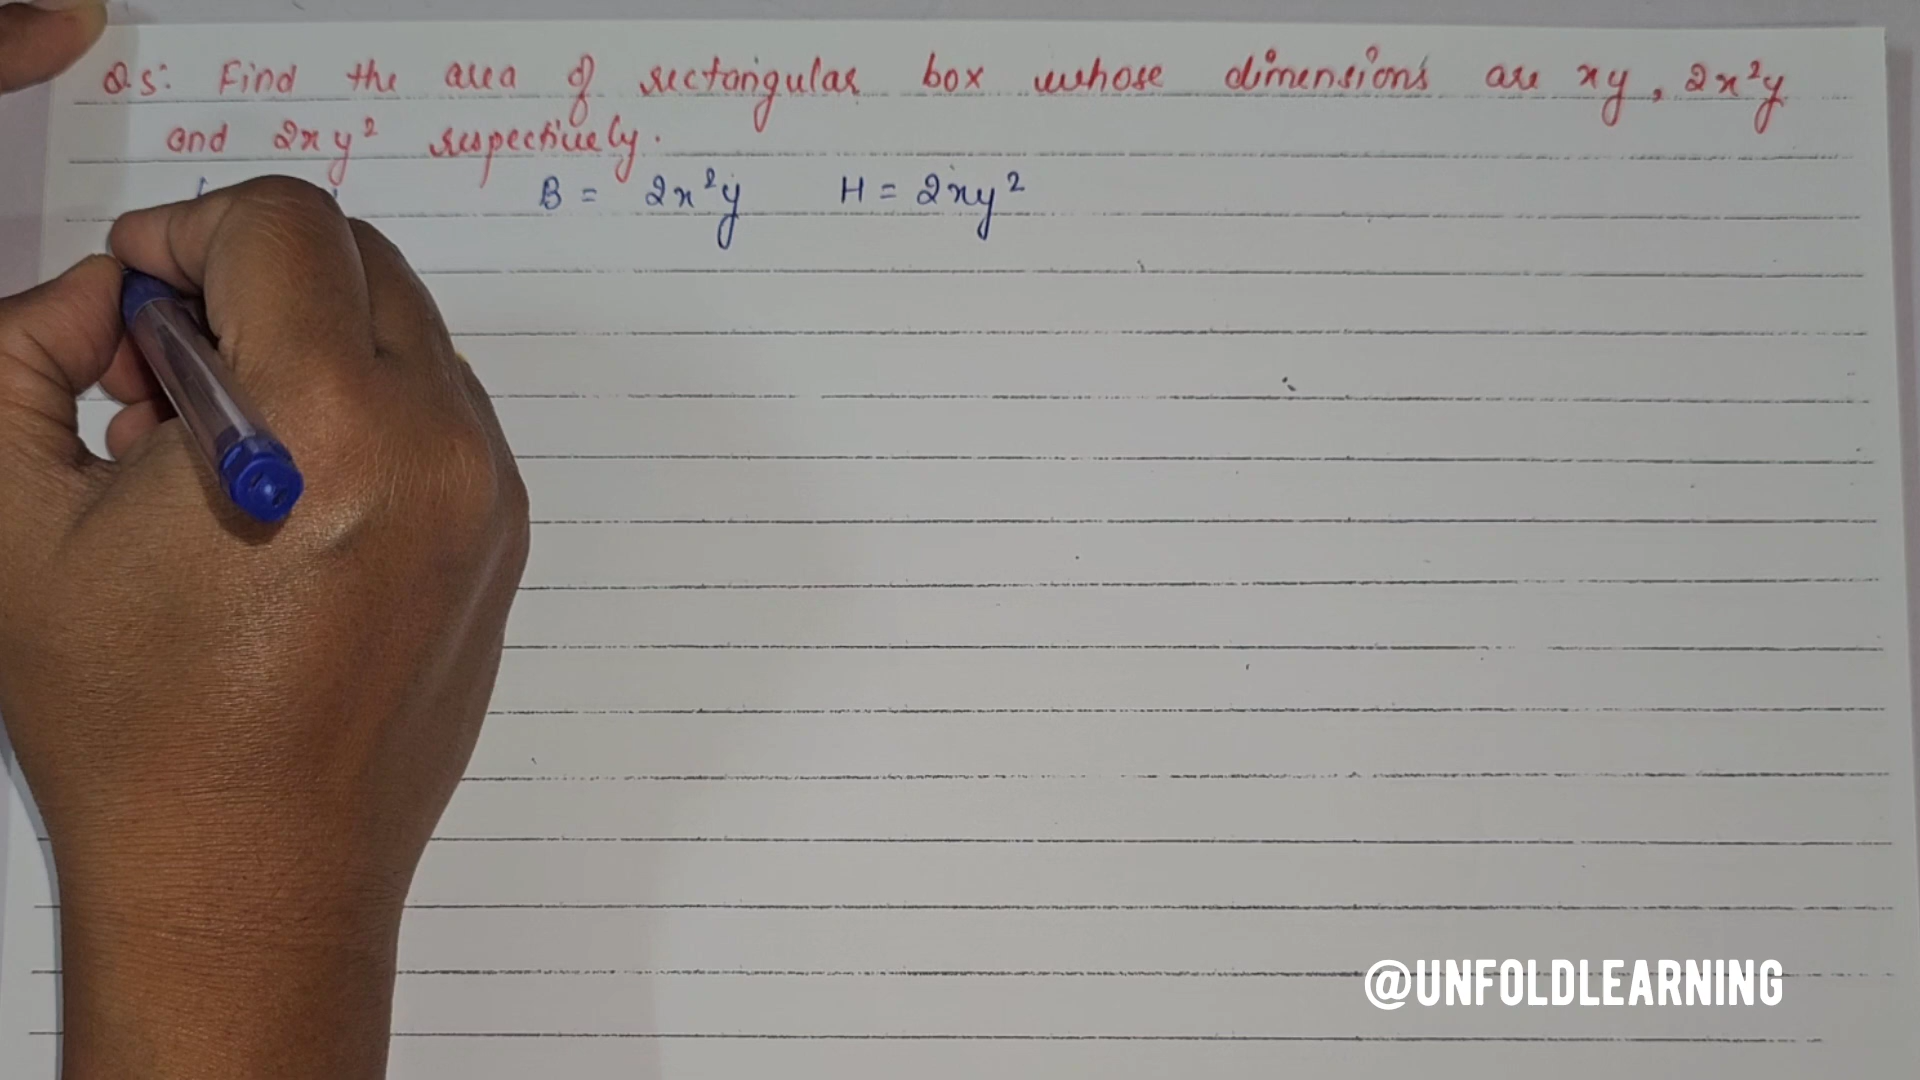 Q5: Find the area of rectangular box whose dimensions are xy, 2x²y
and 2xy² respectively.
B = 2x²y H = 2xy²
@UNFOLDLEARNING